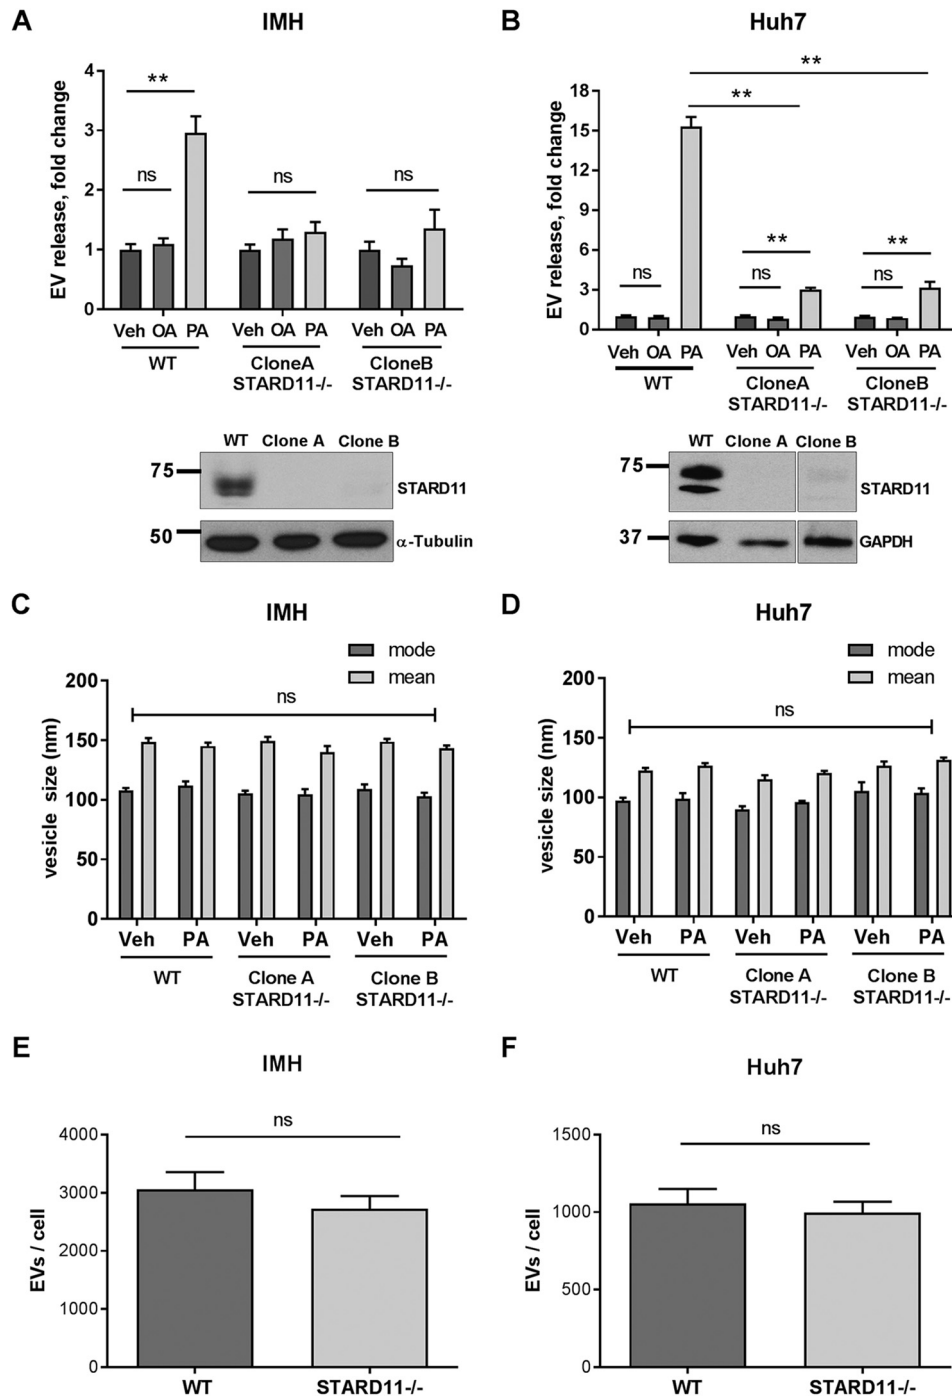 A
IMH
EV release, fold change
4
3
2
1
0
**
ns
ns
ns
Veh OA PA
Veh OA PA
Veh OA PA
WT
CloneA
STARD11-/-
CloneB
STARD11-/-
WT Clone A Clone B
75
STARD11
50
α-Tubulin
B
Huh7
EV release, fold change
18
15
12
9
6
3
0
**
**
**
**
ns
ns
ns
Veh OA PA
Veh OA PA
Veh OA PA
WT
CloneA
STARD11-/-
CloneB
STARD11-/-
WT Clone A Clone B
75
STARD11
37
GAPDH
C
IMH
mode
mean
vesicle size (nm)
200
150
100
50
0
ns
Veh PA Veh PA Veh PA
WT
Clone A
STARD11-/-
Clone B
STARD11-/-
D
Huh7
mode
mean
vesicle size (nm)
200
150
100
50
0
ns
Veh PA Veh PA Veh PA
WT
Clone A
STARD11-/-
Clone B
STARD11-/-
E
IMH
EVs / cell
4000
3000
2000
1000
0
ns
WT STARD11-/-
F
Huh7
EVs / cell
1500
1000
500
0
ns
WT STARD11-/-